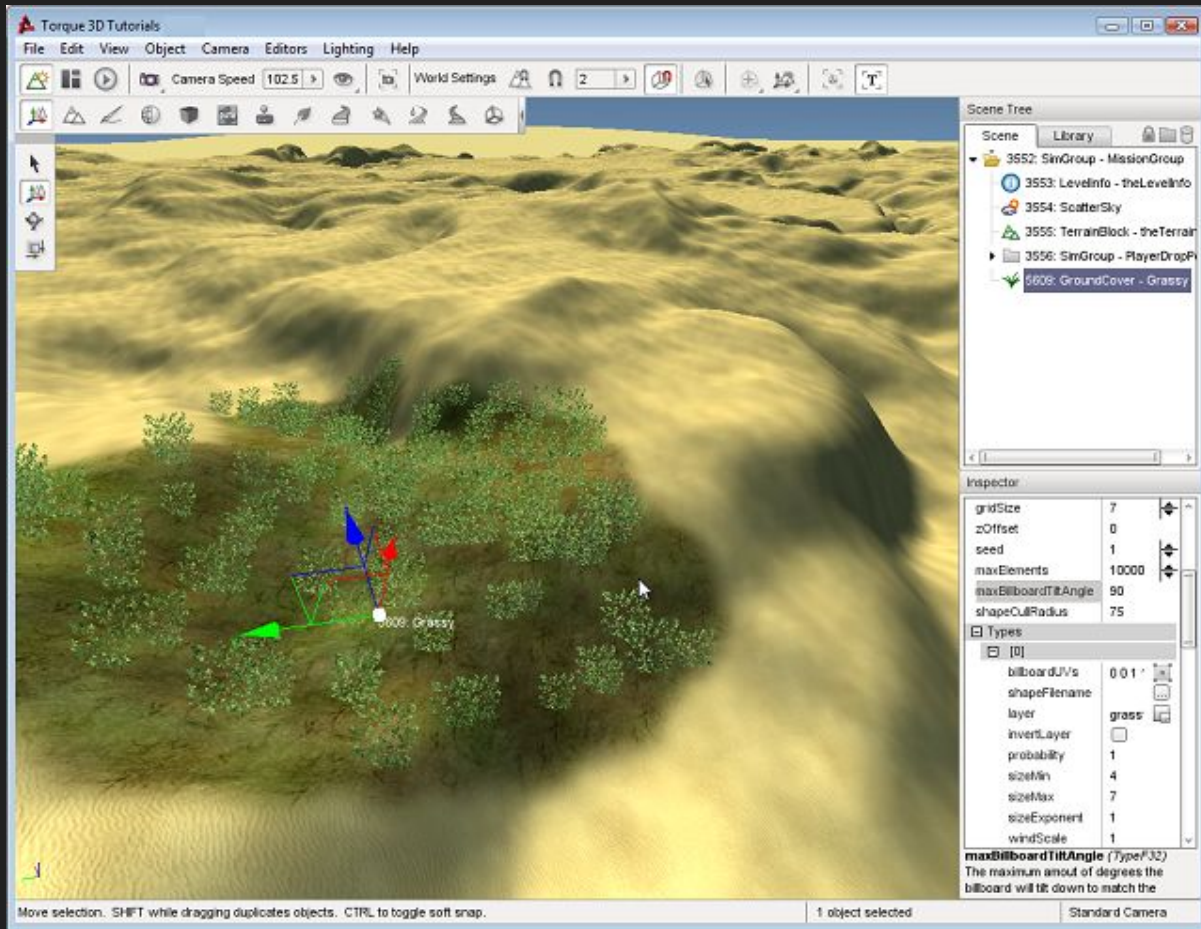 Torque 3D Tutorials
File Edit View Object Camera Editors Lighting Help
Camera Speed 102.5 World Settings 2 T
Scene Tree
Scene Library
3552: SimGroup - MissionGroup
3553: LevelInfo - theLevelInfo
3554: ScatterSky
3555: TerrainBlock - theTerrain
3556: SimGroup - PlayerDropP
5609: GroundCover - Grassy
Inspector
gridSize 7
zOffset 0
seed 1
maxElements 10000
maxBillboardTiltAngle 90
shapeCullRadius 75
Types
[0]
billboardUVs 0 0 1
shapeFilename ...
layer grass
invertLayer
probability 1
sizeMin 4
sizeMax 7
sizeExponent 1
windScale 1
maxBillboardTiltAngle (TypeF32)
The maximum amout of degrees the
billboard will tilt down to match the
5609: Grassy
Move selection. SHIFT while dragging duplicates objects. CTRL to toggle soft snap. 1 object selected Standard Camera